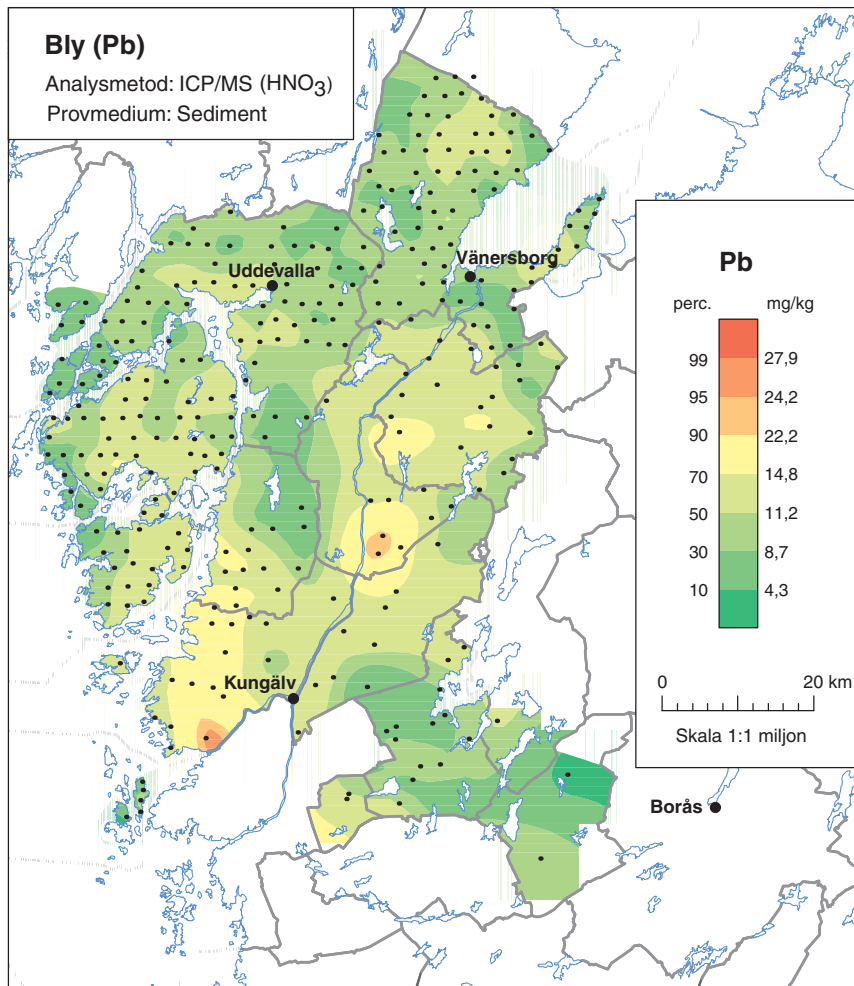 Bly (Pb)
Analysmetod: ICP/MS (HNO3)
Provmedium: Sediment
Uddevalla
Vänersborg
Kungälv
Borås
Pb
perc. mg/kg
99 27,9
95 24,2
90 22,2
70 14,8
50 11,2
30 8,7
10 4,3
0 20 km
Skala 1:1 miljon